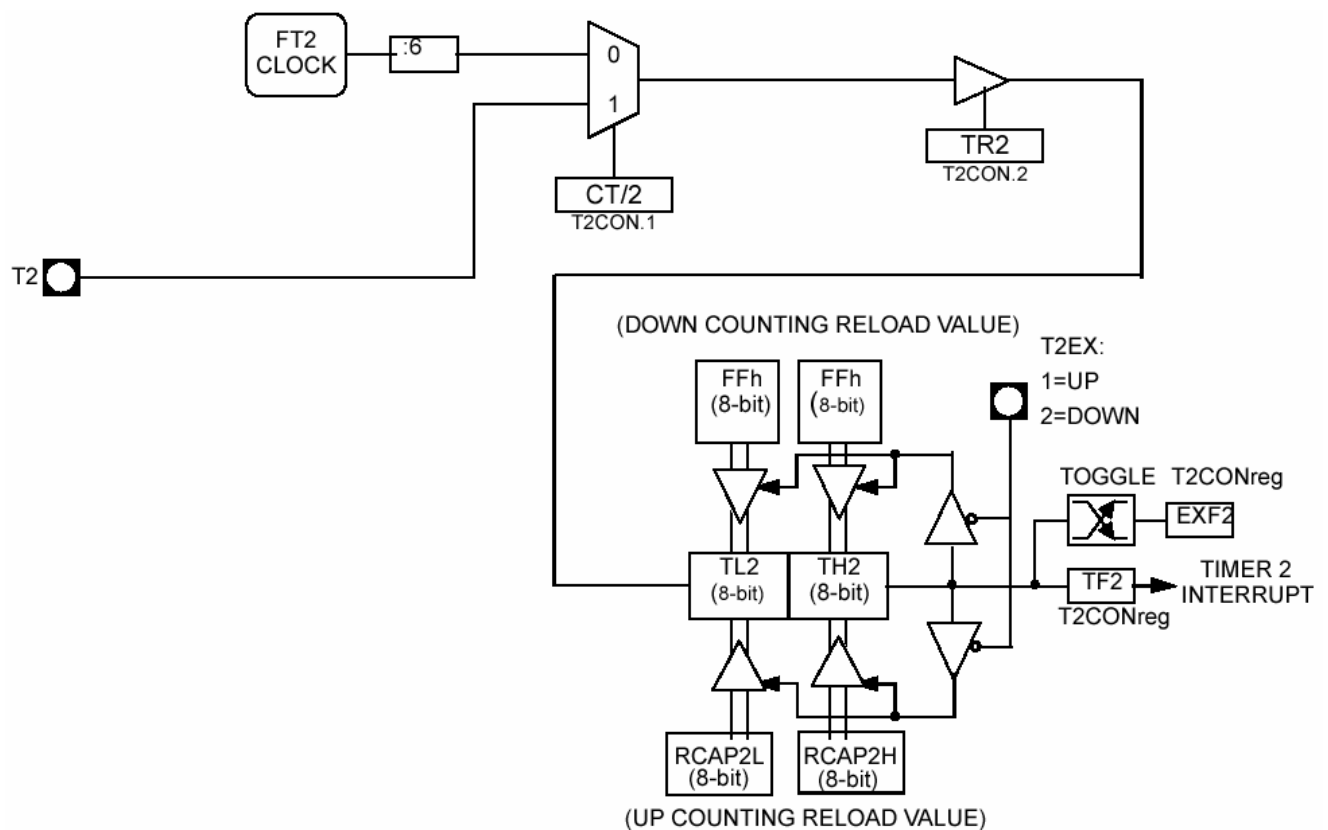 FT2
CLOCK
:6
0
1
TR2
T2CON.2
CT/2
T2CON.1
T2
(DOWN COUNTING RELOAD VALUE)
T2EX:
1=UP
2=DOWN
FFh
(8-bit)
FFh
(8-bit)
TOGGLE
T2CONreg
EXF2
TL2
(8-bit)
TH2
(8-bit)
TF2
T2CONreg
TIMER 2
INTERRUPT
RCAP2L
(8-bit)
RCAP2H
(8-bit)
(UP COUNTING RELOAD VALUE)